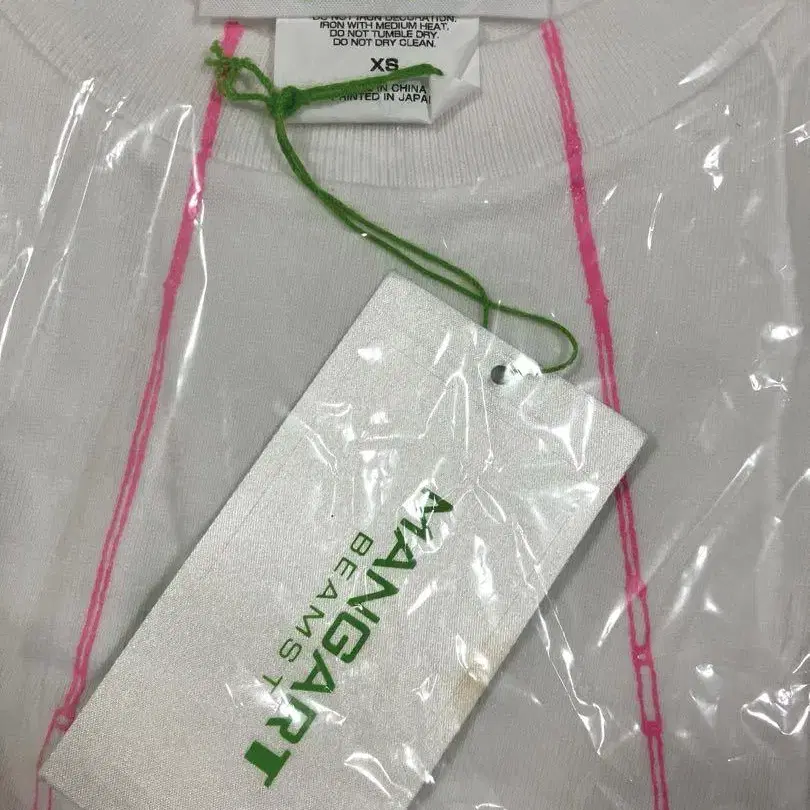 DO NOT IRON DECORATION.
IRON WITH MEDIUM HEAT.
DO NOT TUMBLE DRY.
DO NOT DRY CLEAN.
XS
IN CHINA
PRINTED IN JAPA
MANGART
BEAMS T